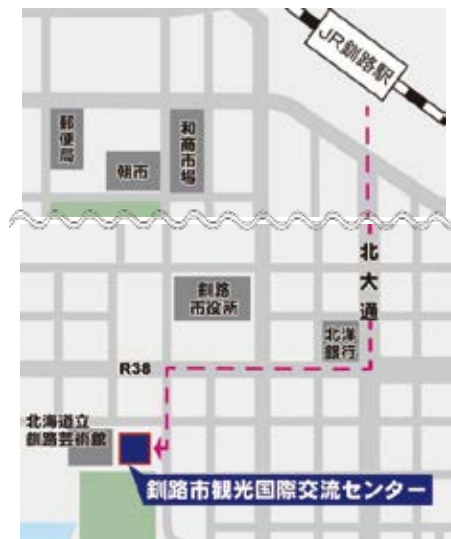 JR釧路駅
郵便局
朝市
和商市場
北大通
釧路
市役所
北洋
銀行
R38
北海道立
釧路芸術館
釧路市観光国際交流センター